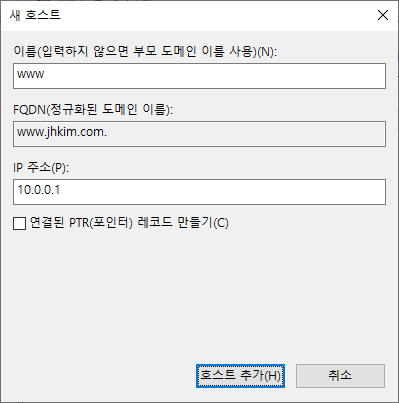 새 호스트
이름(입력하지 않으면 부모 도메인 이름 사용)(N):
www
FQDN(정규화된 도메인 이름):
www.jhkim.com.
IP 주소(P):
10.0.0.1
연결된 PTR(포인터) 레코드 만들기(C)
호스트 추가(H)
취소